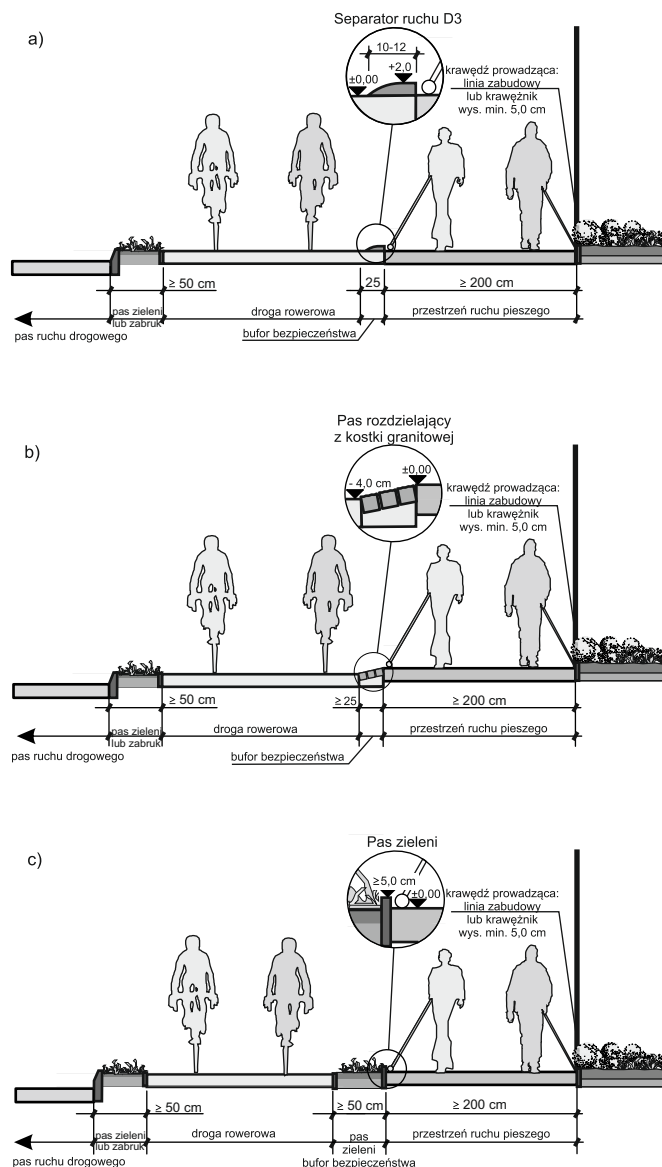 a)
Separator ruchu D3
10-12
+2,0
±0,00
krawędź prowadząca:
linia zabudowy
lub krawężnik
wys. min. 5,0 cm
≥ 50 cm
25
≥ 200 cm
pas zieleni
lub zabruk
droga rowerowa
przestrzeń ruchu pieszego
pas ruchu drogowego
bufor bezpieczeństwa
b)
Pas rozdzielający
z kostki granitowej
- 4,0 cm
±0,00
krawędź prowadząca:
linia zabudowy
lub krawężnik
wys. min. 5,0 cm
≥ 50 cm
≥25
≥ 200 cm
pas zieleni
lub zabruk
droga rowerowa
przestrzeń ruchu pieszego
pas ruchu drogowego
bufor bezpieczeństwa
c)
Pas zieleni
≥5,0 cm
±0,00
krawędź prowadząca:
linia zabudowy
lub krawężnik
wys. min. 5,0 cm
≥ 50 cm
≥ 50 cm
≥ 200 cm
pas zieleni
lub zabruk
droga rowerowa
pas
zieleni
przestrzeń ruchu pieszego
pas ruchu drogowego
bufor bezpieczeństwa